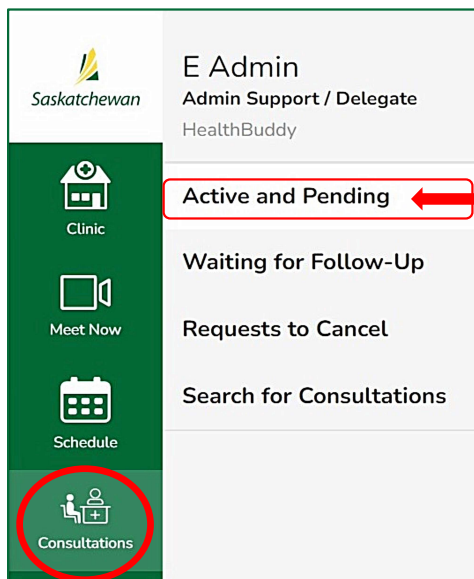 Saskatchewan
Clinic
Meet Now
Schedule
Consultations
E Admin
Admin Support / Delegate
HealthBuddy
Active and Pending
Waiting for Follow-Up
Requests to Cancel
Search for Consultations